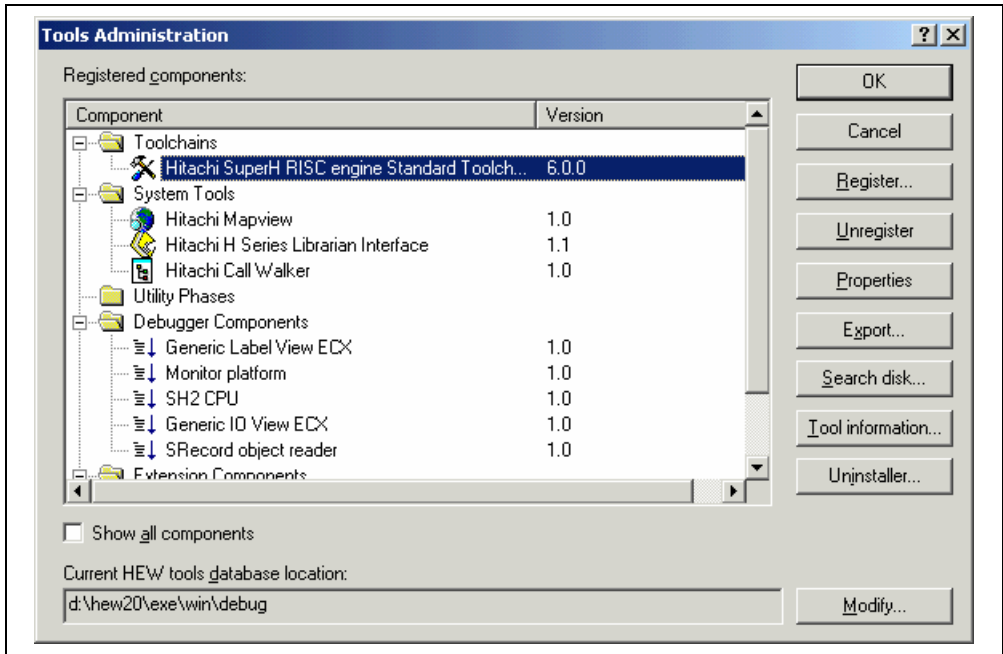 Tools Administration
Registered components:
Component Version
Toolchains
Hitachi SuperH RISC engine Standard Toolch... 6.0.0
System Tools
Hitachi Mapview 1.0
Hitachi H Series Librarian Interface 1.1
Hitachi Call Walker 1.0
Utility Phases
Debugger Components
Generic Label View ECX 1.0
Monitor platform 1.0
SH2 CPU 1.0
Generic IO View ECX 1.0
SRecord object reader 1.0
Extension Components
Show all components
Current HEW tools database location:
d:\hew20\exe\win\debug
OK
Cancel
Register...
Unregister
Properties
Export...
Search disk...
Tool information...
Uninstaller...
Modify...